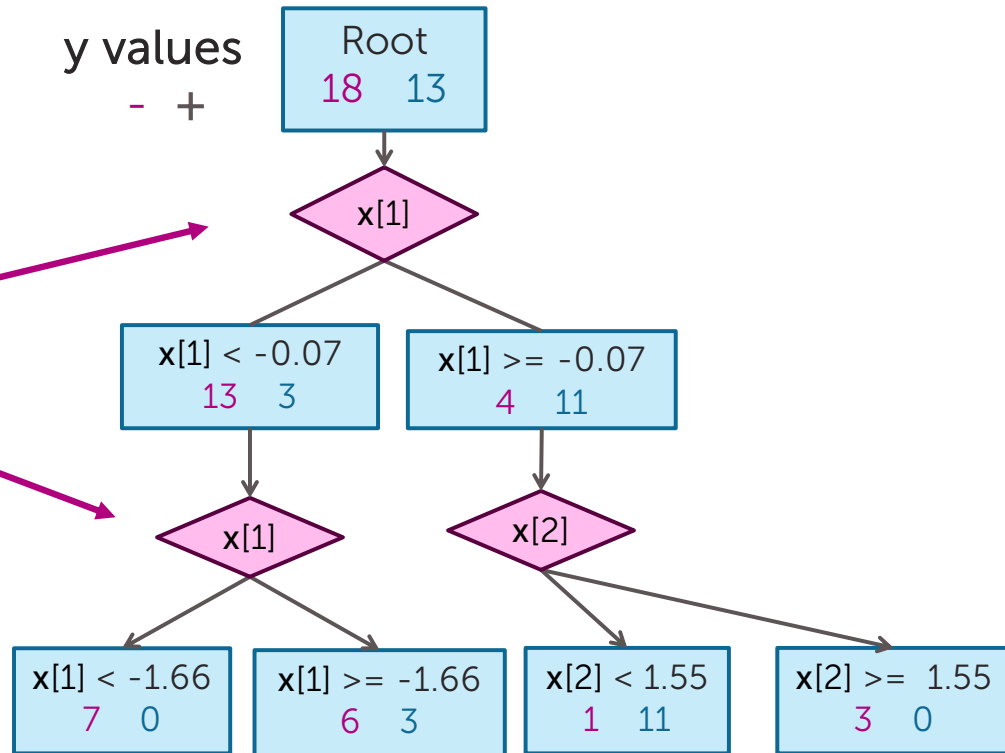 y values
- +
Root
18 13
x[1]
x[1] < -0.07
13 3
x[1] >= -0.07
4 11
x[1]
x[2]
x[1] < -1.66
7 0
x[1] >= -1.66
6 3
x[2] < 1.55
1 11
x[2] >= 1.55
3 0